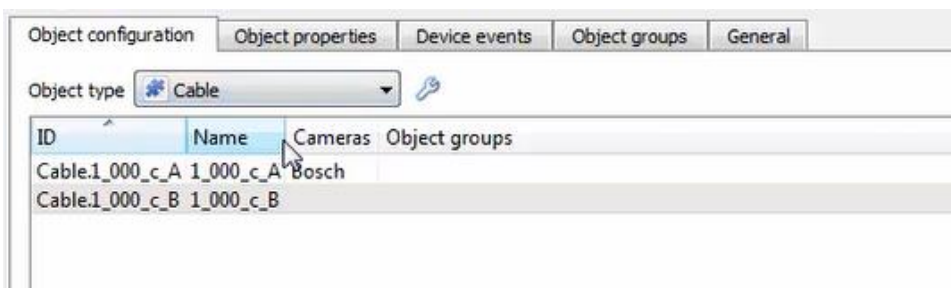 Object configuration Object properties Device events Object groups General
Object type Cable
ID Name Cameras Object groups
Cable.1_000_c_A 1_000_c_A Bosch
Cable.1_000_c_B 1_000_c_B